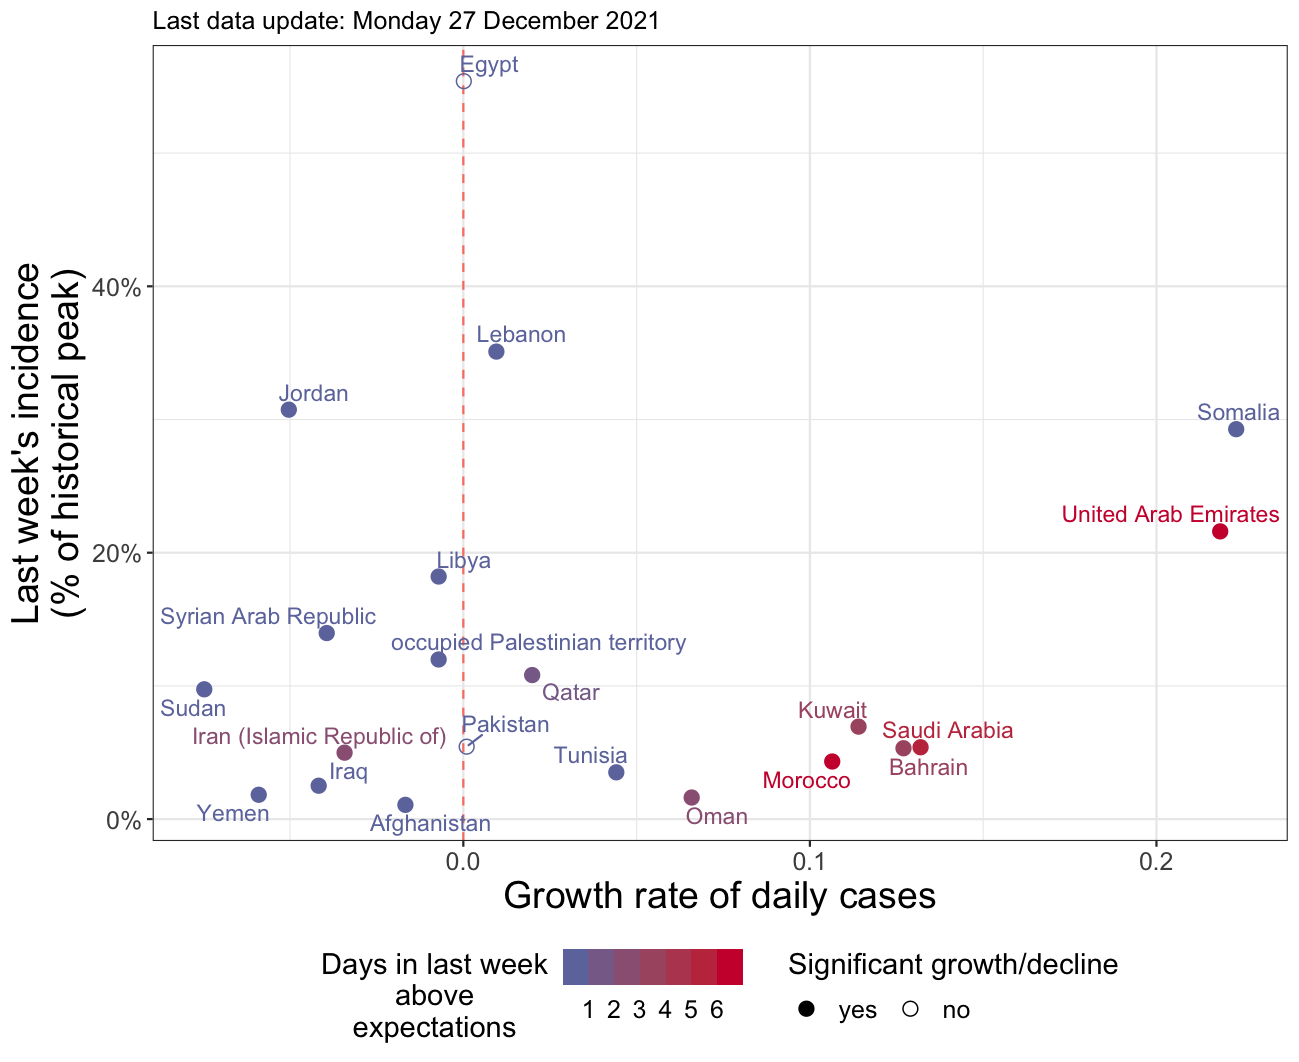 Last data update: Monday 27 December 2021
Egypt
40%
Lebanon
Jordan
Somalia
United Arab Emirates
20%
Libya
Syrian Arab Republic
occupied Palestinian territory
Qatar
Sudan
Kuwait
Pakistan
Saudi Arabia
Iran (Islamic Republic of)
Tunisia
Bahrain
Iraq
Morocco
Yemen
Oman
Afghanistan
0%
Last week's incidence
(% of historical peak)
0.0 0.1 0.2
Growth rate of daily cases
Days in last week
above
expectations
1 2 3 4 5 6
Significant growth/decline
yes no